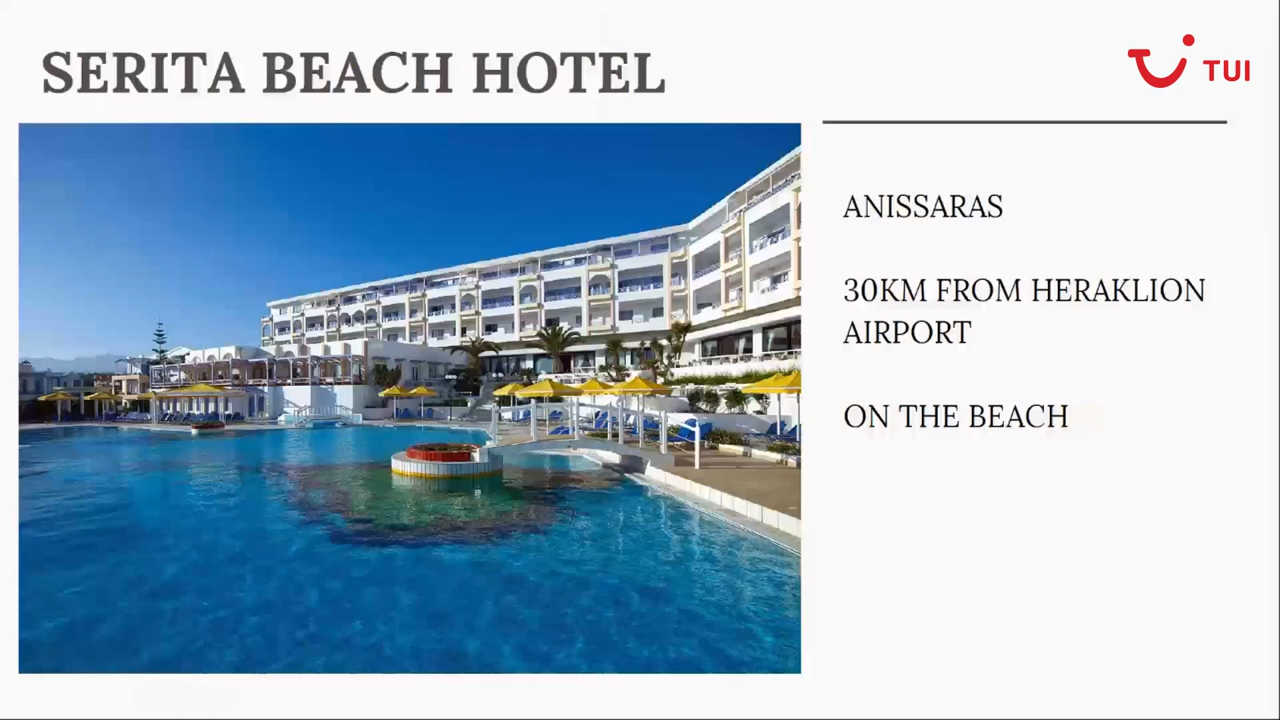 SERITA BEACH HOTEL
TUI
ANISSARAS
30KM FROM HERAKLION
AIRPORT
ON THE BEACH